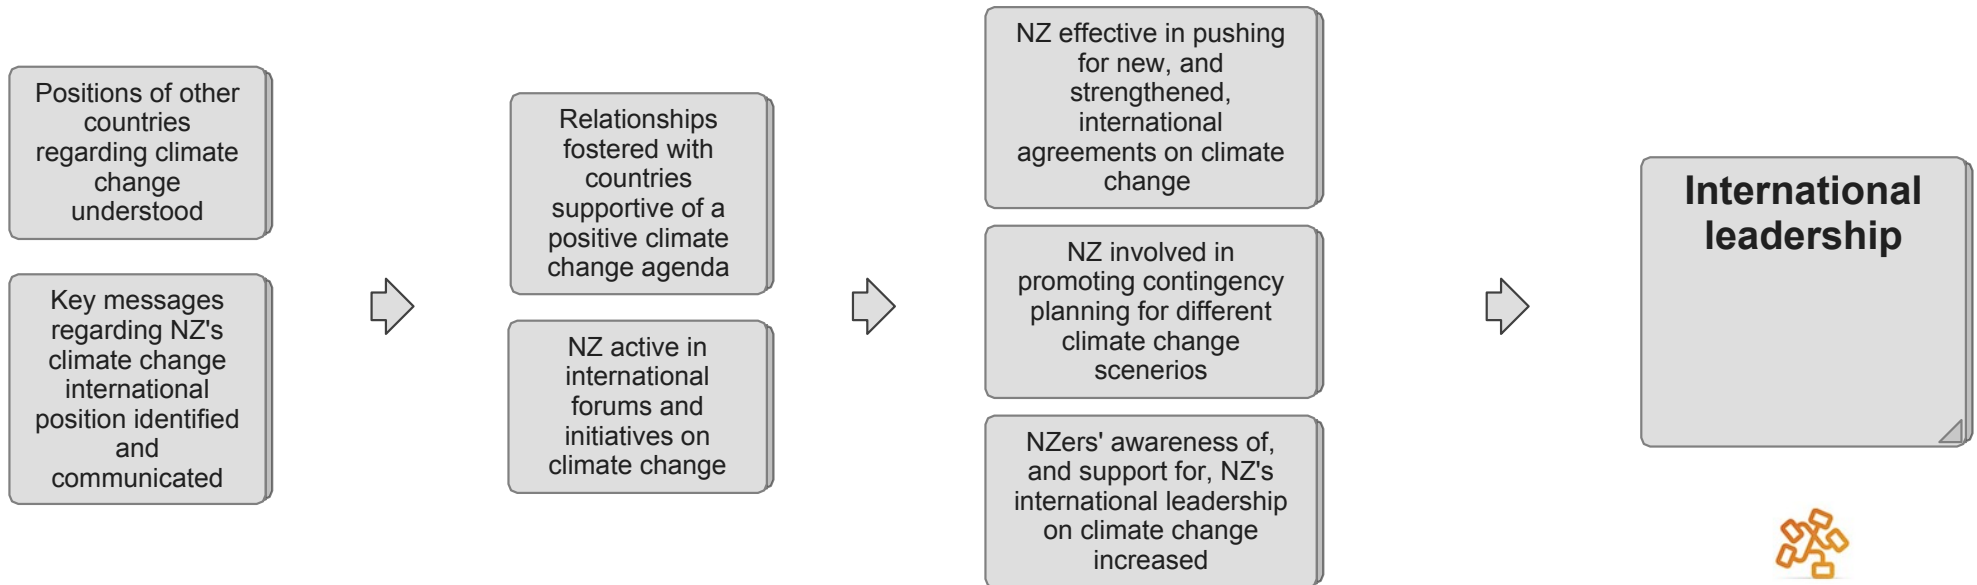 Positions of other
countries
regarding climate
change
understood
Key messages
regarding NZ's
climate change
international
position identified
and
communicated
Relationships
fostered with
countries
supportive of a
positive climate
change agenda
NZ active in
international
forums and
initiatives on
climate change
NZ effective in pushing
for new, and
strengthened,
international
agreements on climate
change
NZ involved in
promoting contingency
planning for different
climate change
scenerios
NZers' awareness of,
and support for, NZ's
international leadership
on climate change
increased
International
leadership